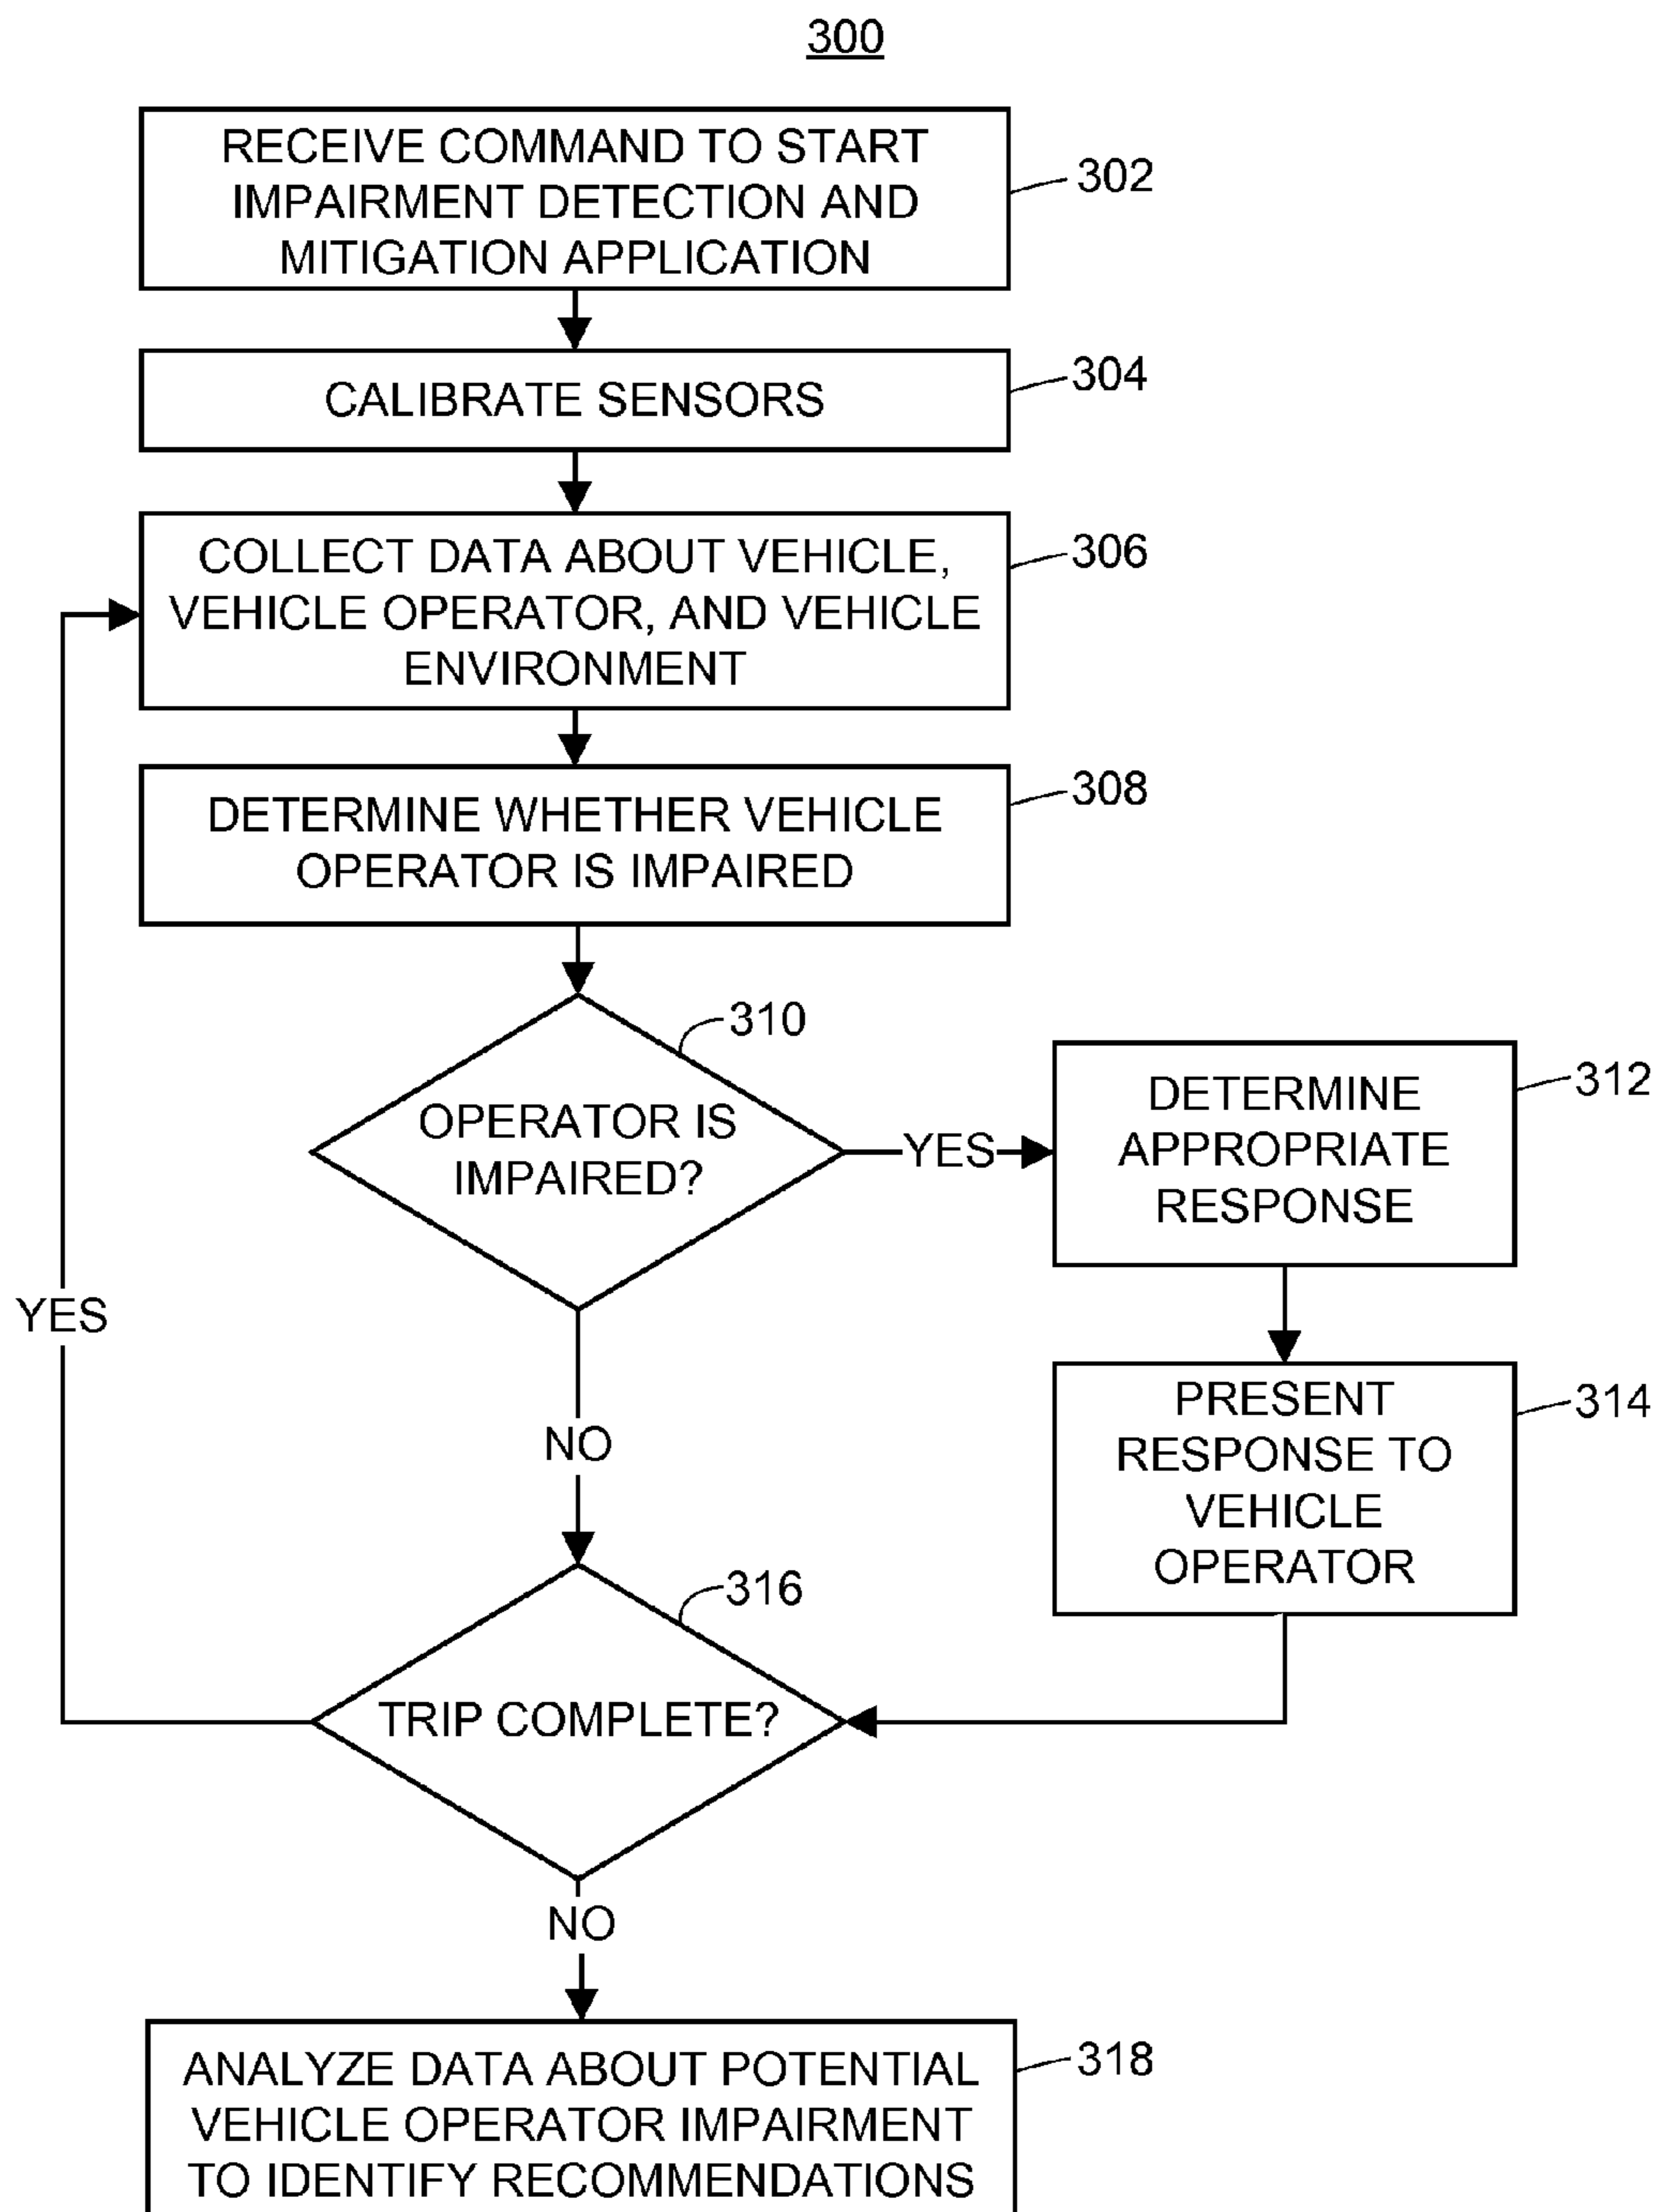 300
RECEIVE COMMAND TO START
IMPAIRMENT DETECTION AND
MITIGATION APPLICATION
302
CALIBRATE SENSORS
304
COLLECT DATA ABOUT VEHICLE,
VEHICLE OPERATOR, AND VEHICLE
ENVIRONMENT
306
DETERMINE WHETHER VEHICLE
OPERATOR IS IMPAIRED
308
310
OPERATOR IS
IMPAIRED?
YES
DETERMINE
APPROPRIATE
RESPONSE
312
YES
NO
PRESENT
RESPONSE TO
VEHICLE
OPERATOR
314
316
TRIP COMPLETE?
NO
ANALYZE DATA ABOUT POTENTIAL
VEHICLE OPERATOR IMPAIRMENT
TO IDENTIFY RECOMMENDATIONS
318